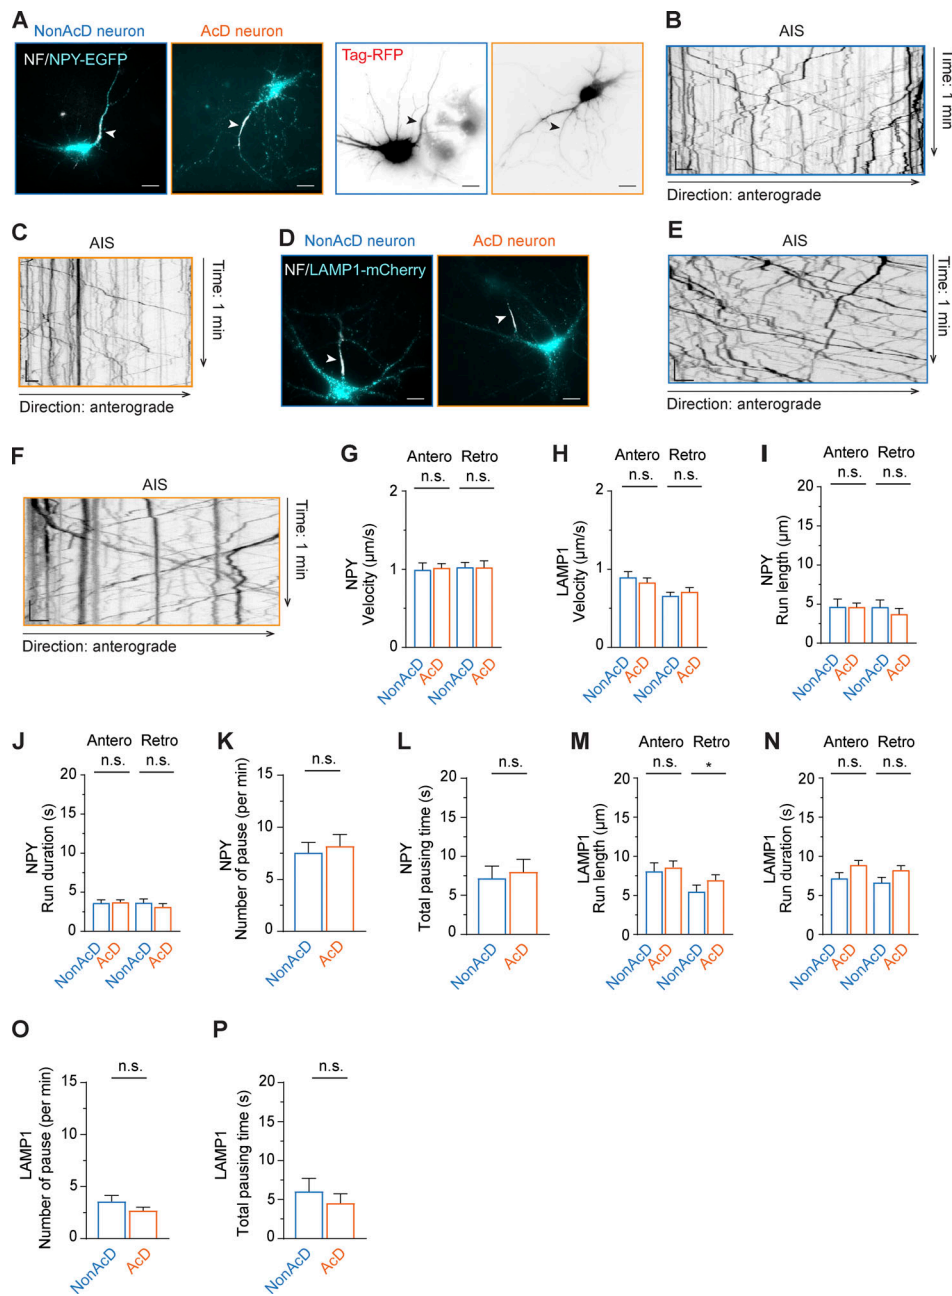 A
NonAcD neuron
AcD neuron
NF/NPY-EGFP
Tag-RFP
B
AIS
Time: 1 min
Direction: anterograde
C
AIS
Time: 1 min
Direction: anterograde
D
NonAcD neuron
AcD neuron
NF/LAMP1-mCherry
E
AIS
Time: 1 min
Direction: anterograde
F
AIS
Time: 1 min
Direction: anterograde
G
Antero Retro
n.s. n.s.
NPY
Velocity (μm/s)
2
1
0
NonAcD
AcD
NonAcD
AcD
H
Antero Retro
n.s. n.s.
LAMP1
Velocity (μm/s)
2
1
0
NonAcD
AcD
NonAcD
AcD
I
Antero Retro
n.s. n.s.
NPY
Run length (μm)
20
15
10
5
0
NonAcD
AcD
NonAcD
AcD
J
Antero Retro
n.s. n.s.
NPY
Run duration (s)
20
15
10
5
0
NonAcD
AcD
NonAcD
AcD
K
n.s.
NPY
Number of pause (per min)
15
10
5
0
NonAcD
AcD
L
n.s.
NPY
Total pausing time (s)
20
15
10
5
0
NonAcD
AcD
M
Antero Retro
n.s. *
LAMP1
Run length (μm)
20
15
10
5
0
NonAcD
AcD
NonAcD
AcD
N
Antero Retro
n.s. n.s.
LAMP1
Run duration (s)
20
15
10
5
0
NonAcD
AcD
NonAcD
AcD
O
n.s.
LAMP1
Number of pause (per min)
15
10
5
0
NonAcD
AcD
P
n.s.
LAMP1
Total pausing time (s)
20
15
10
5
0
NonAcD
AcD